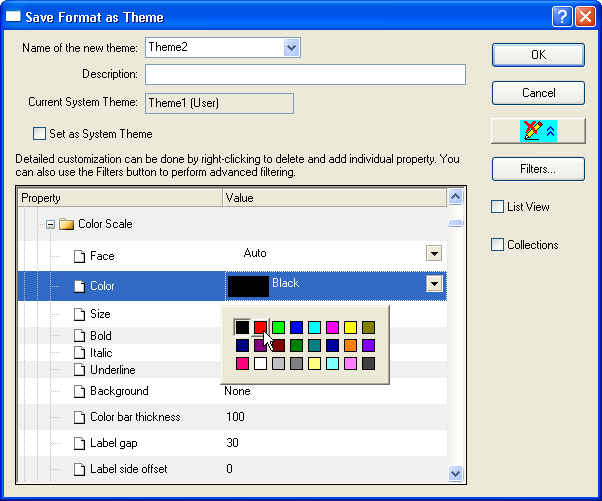 Save Format as Theme
Name of the new theme: Theme2
OK
Description:
Cancel
Current System Theme: Theme1 (User)
Set as System Theme
Detailed customization can be done by right-clicking to delete and add individual property. You
can also use the Filters button to perform advanced filtering.
Filters...
List View
Collections
Property Value
Color Scale
Face Auto
Color Black
Size
Bold
Italic
Underline
Background None
Color bar thickness 100
Label gap 30
Label side offset 0